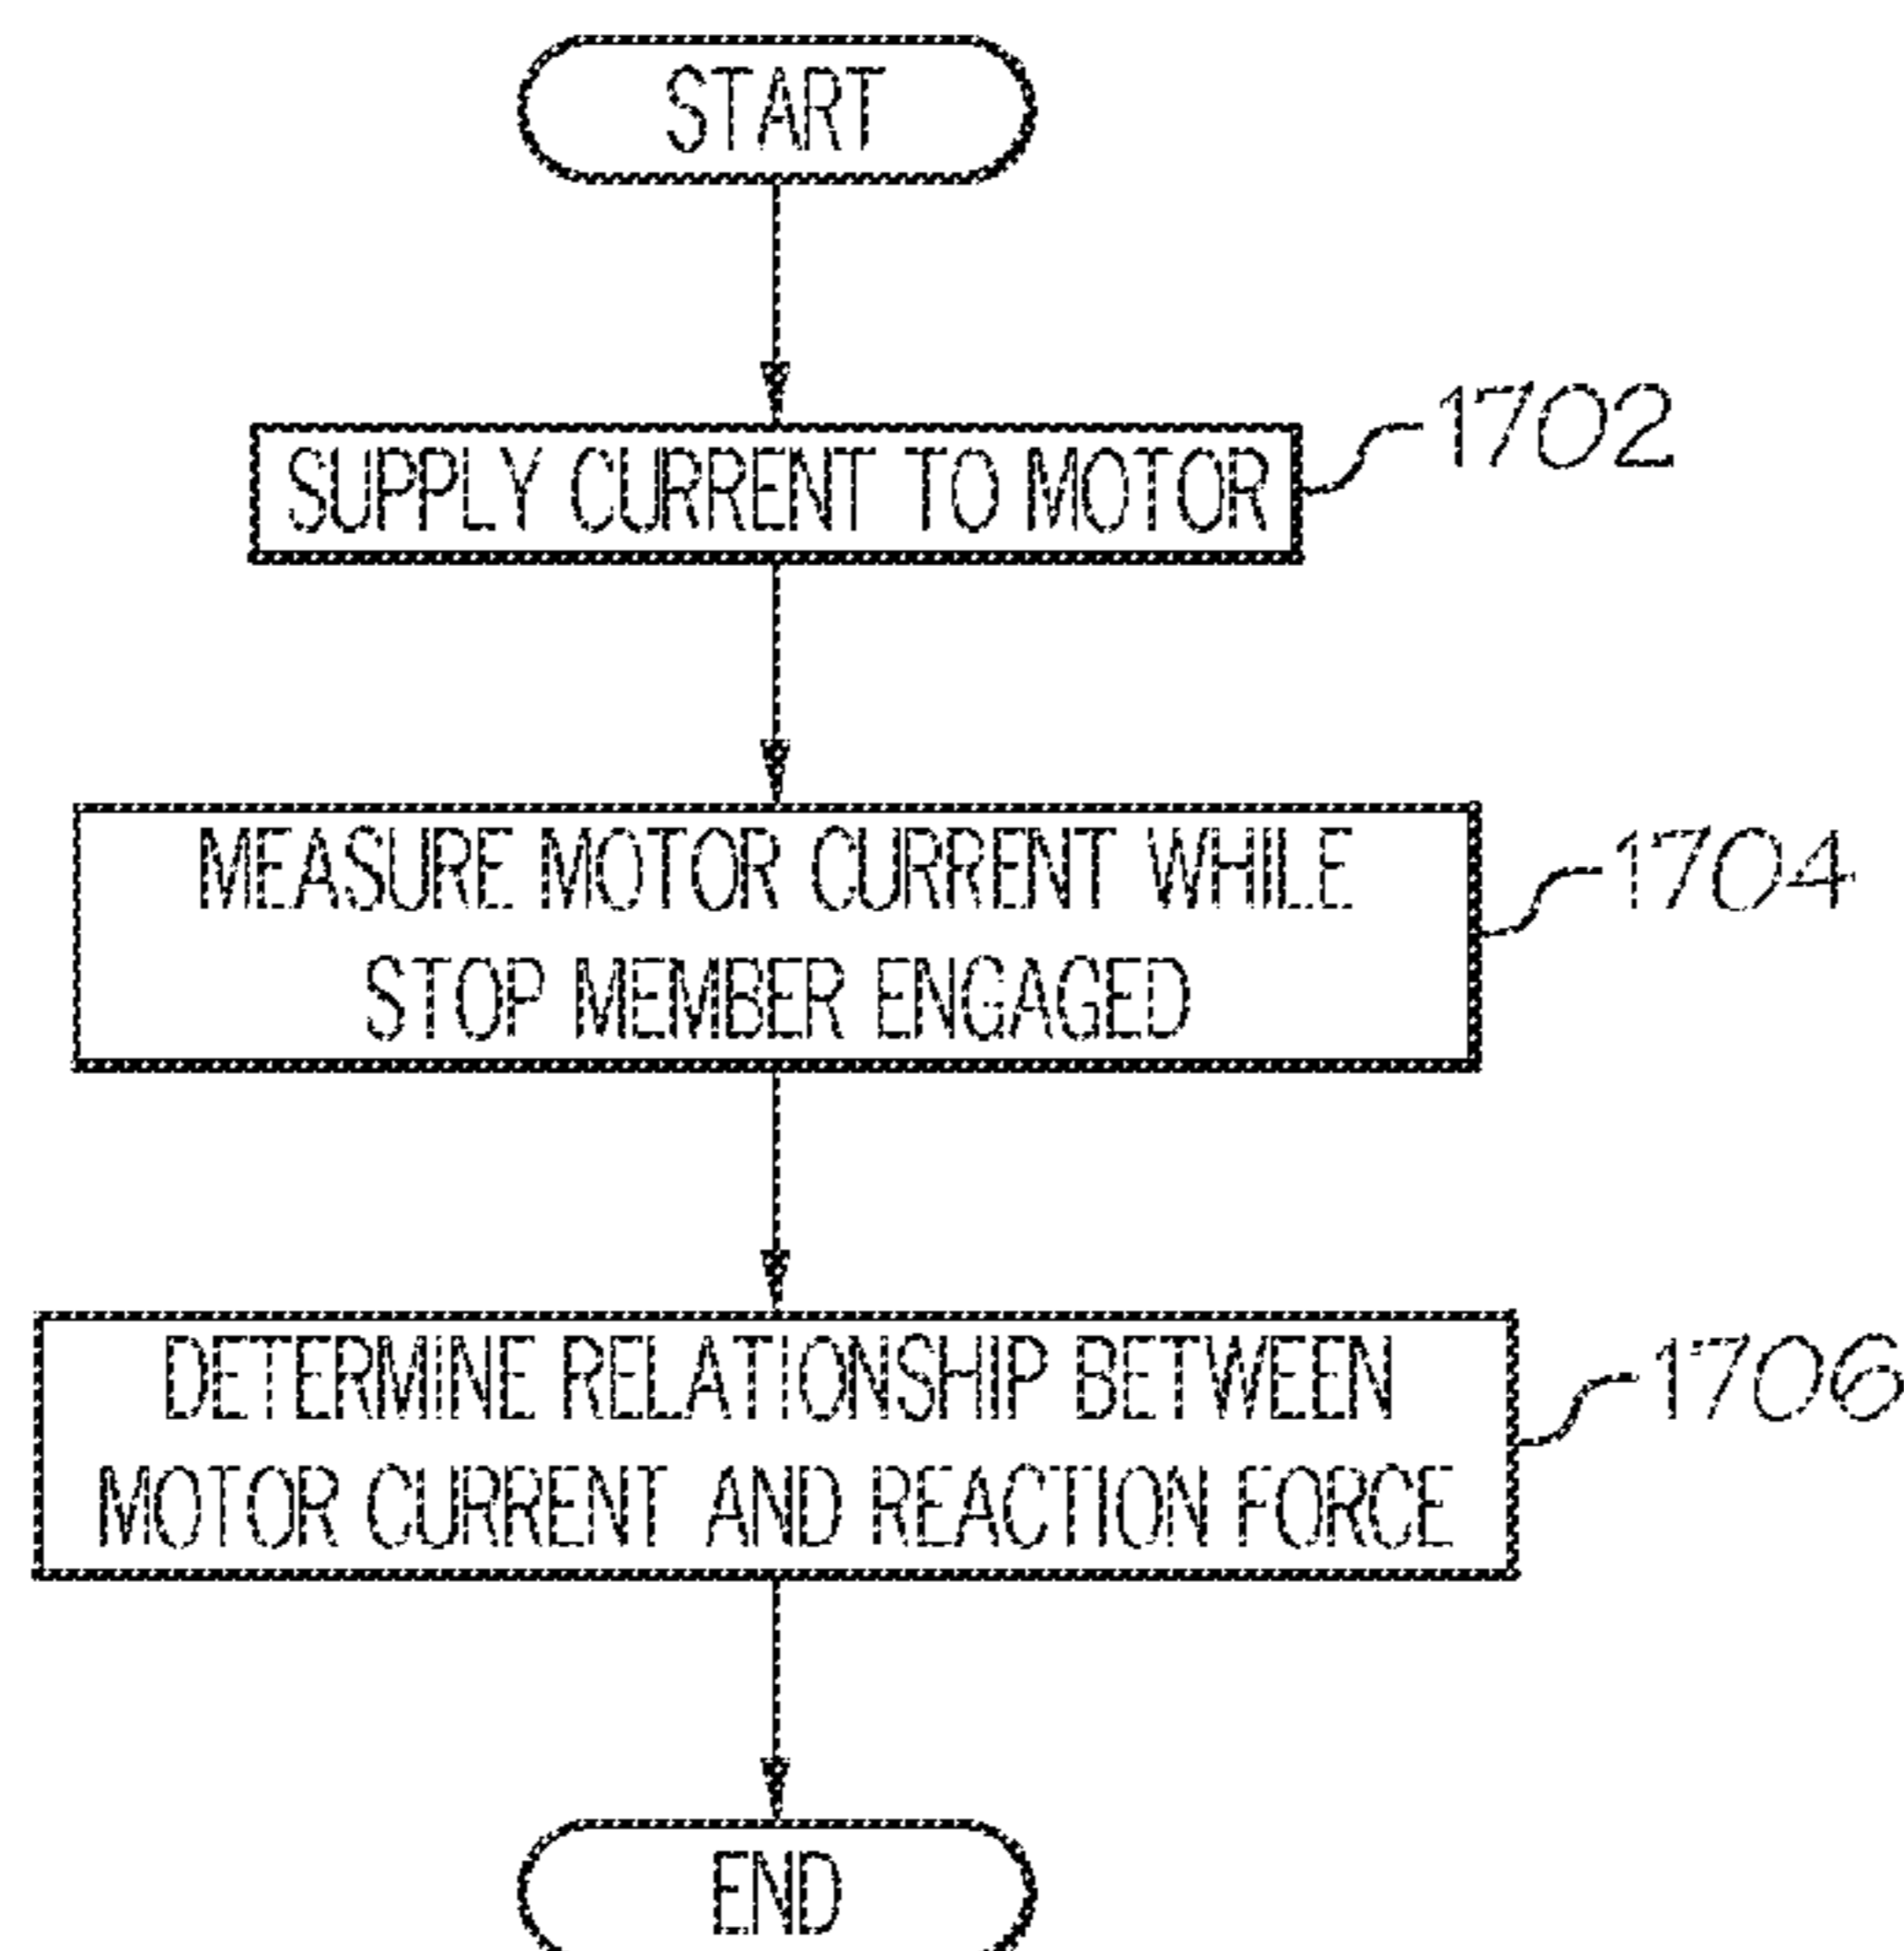 START
SUPPLY CURRENT TO MOTOR
1702
MEASURE MOTOR CURRENT WHILE
STOP MEMBER ENGAGED
1704
DETERMINE RELATIONSHIP BETWEEN
MOTOR CURRENT AND REACTION FORCE
1706
END